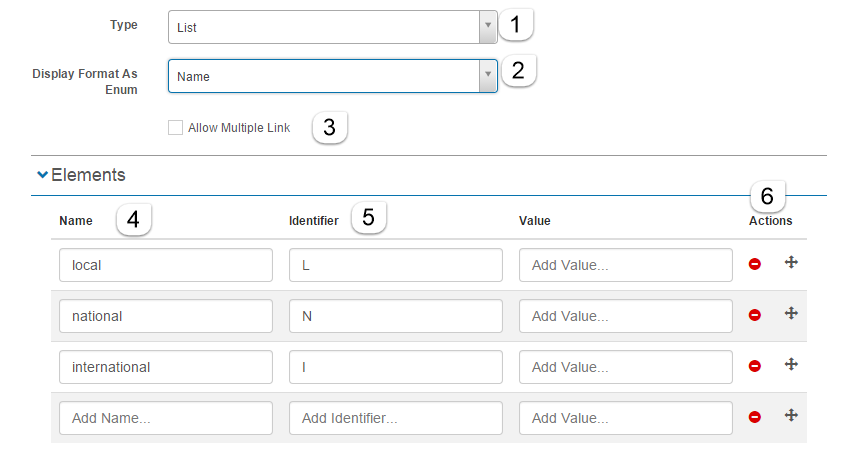 Type
List
1
Display Format As Enum
Name
2
Allow Multiple Link
3
Elements
6
Name
4
Identifier
5
Value
Actions
local
L
Add Value...
national
N
Add Value...
international
I
Add Value...
Add Name...
Add Identifier...
Add Value...